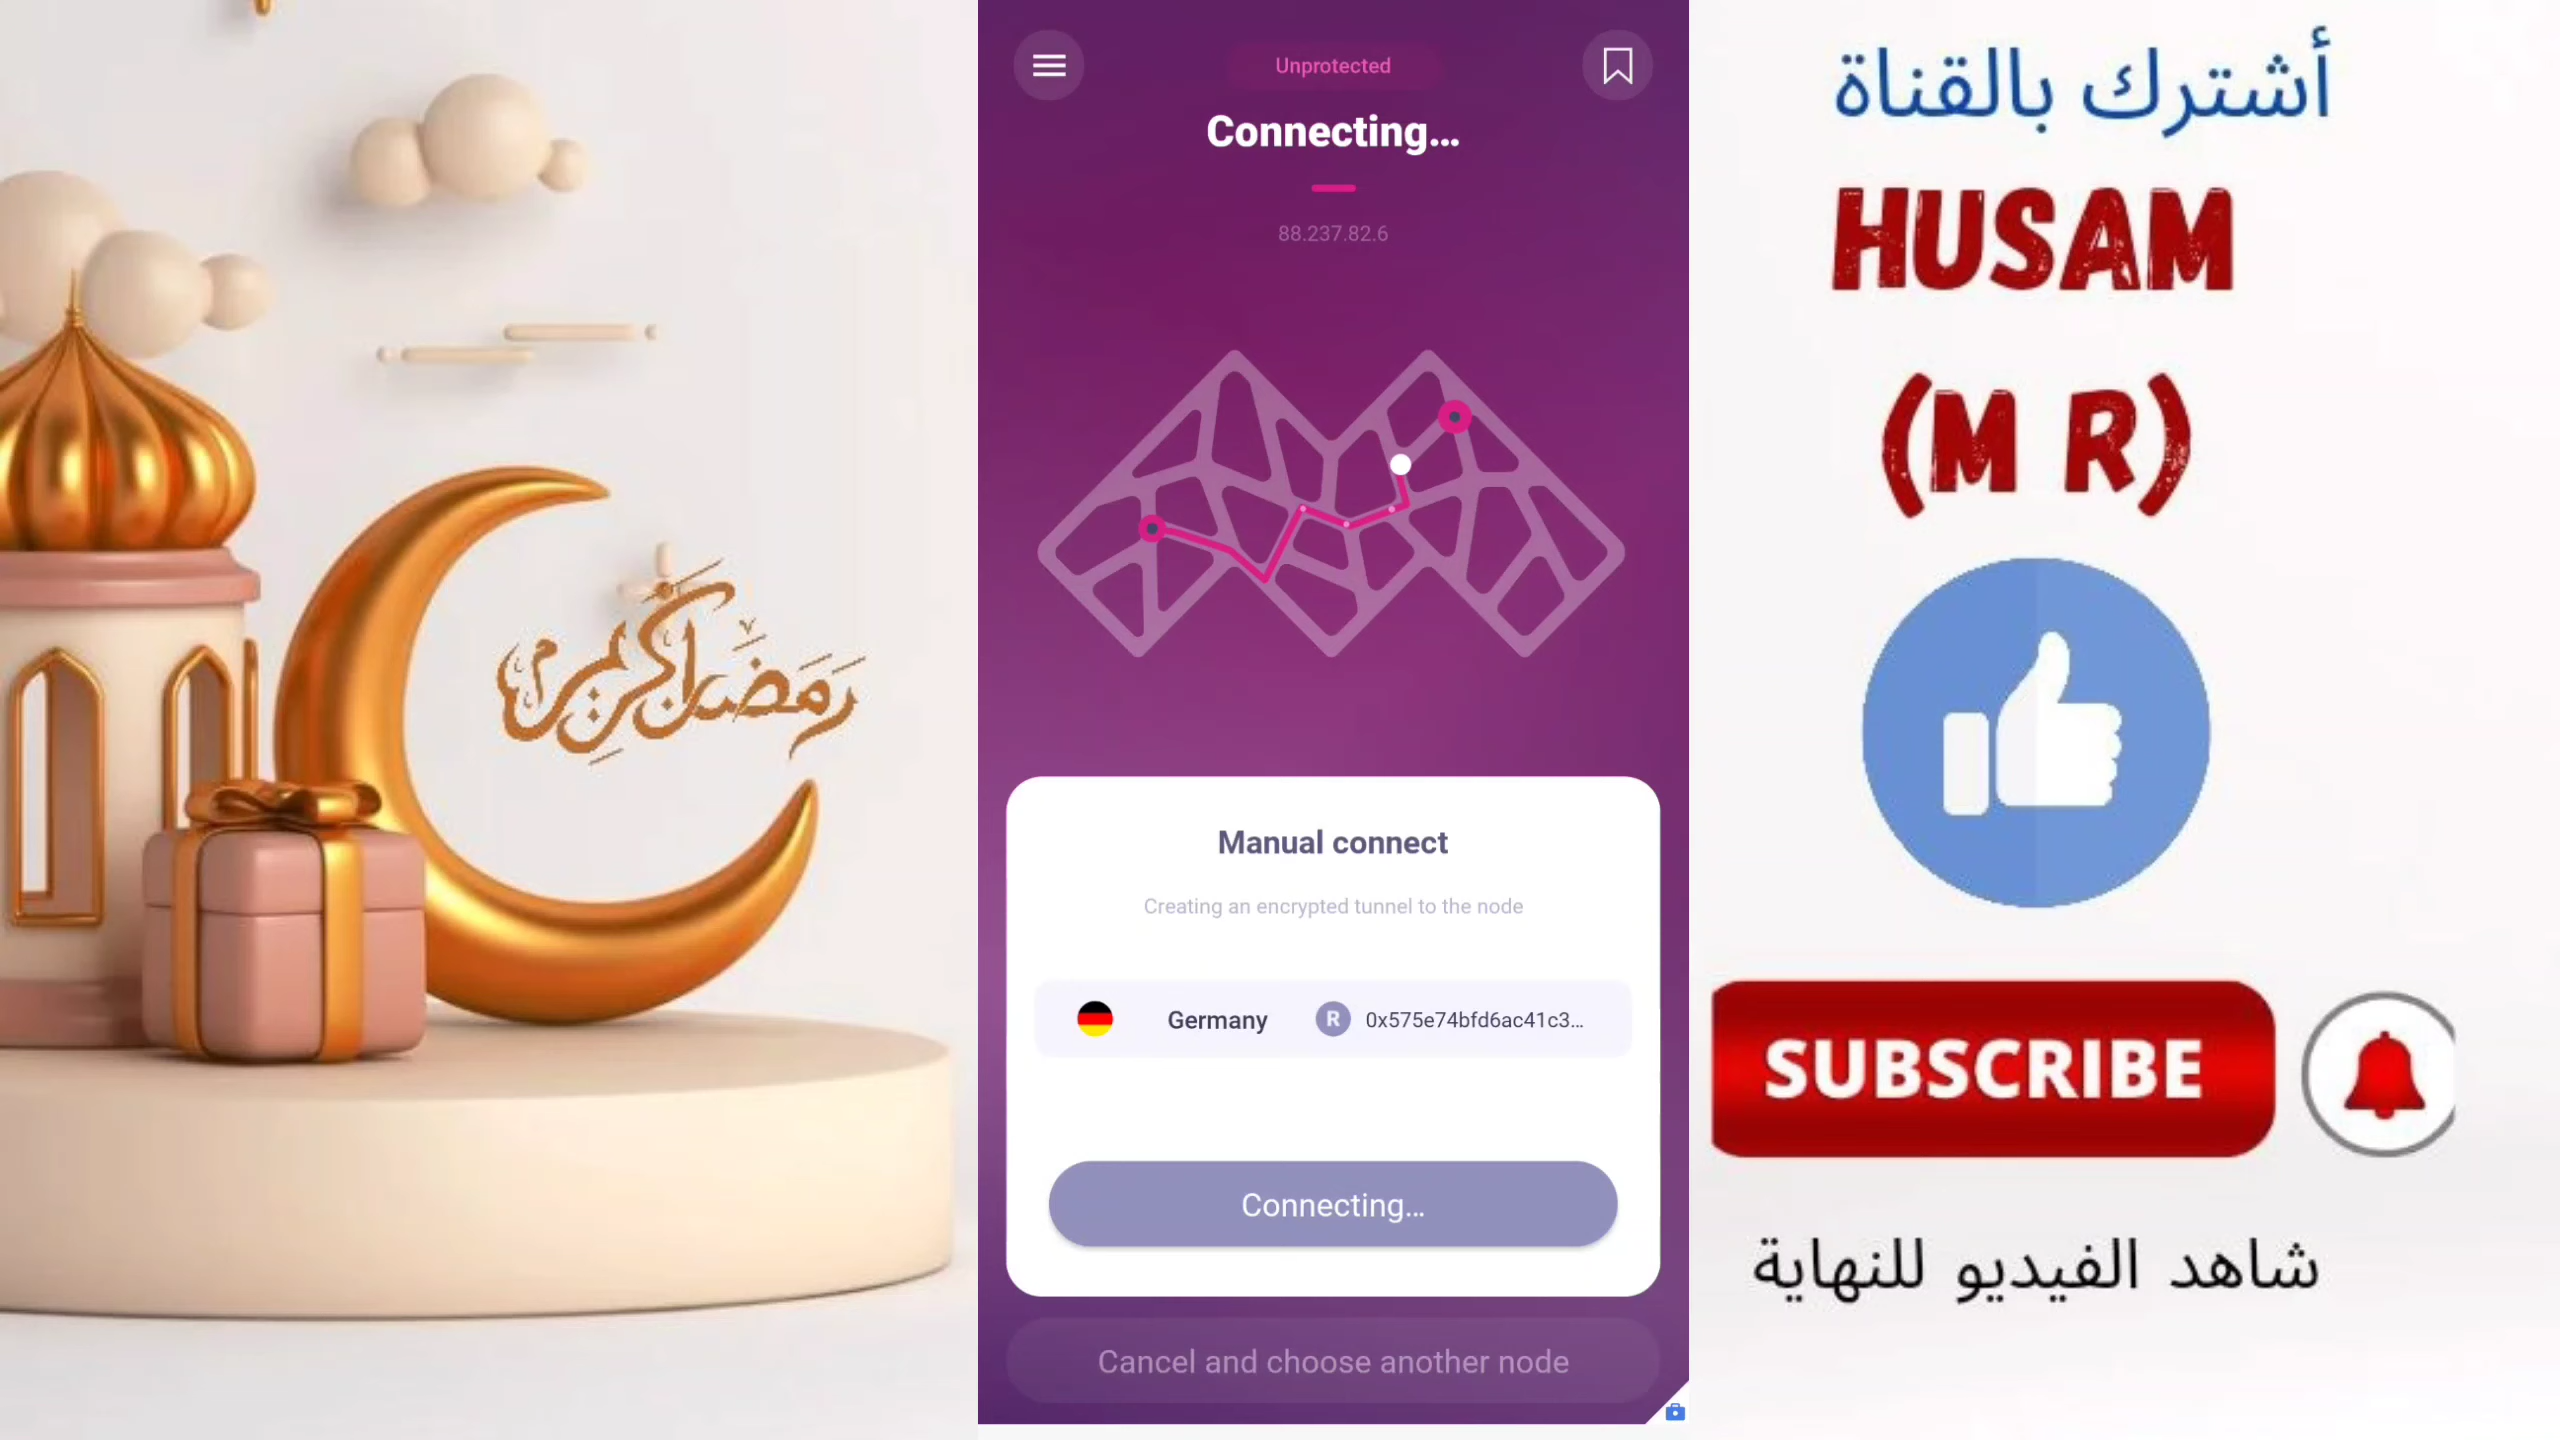 رمضان كريم
Unprotected
Connecting...
88.237.82.6
Manual connect
Creating an encrypted tunnel to the node
Germany R 0x575e74bfd6ac41c3...
Connecting...
Cancel and choose another node
أشترك بالقناة
HUSAM
(M R)
SUBSCRIBE
شاهد الفيديو للنهاية